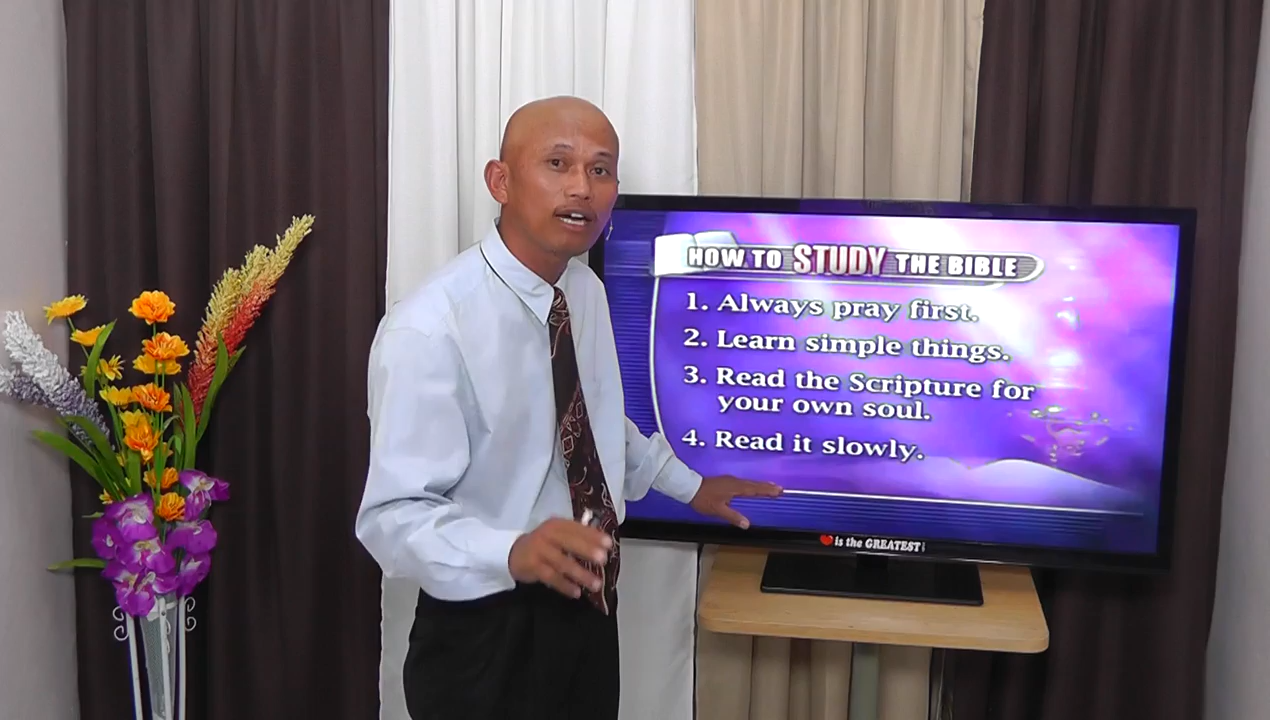 HOW TO STUDY THE BIBLE
1. Always pray first.
2. Learn simple things.
3. Read the Scripture for
your own soul.
4. Read it slowly.
❤ is the GREATEST!